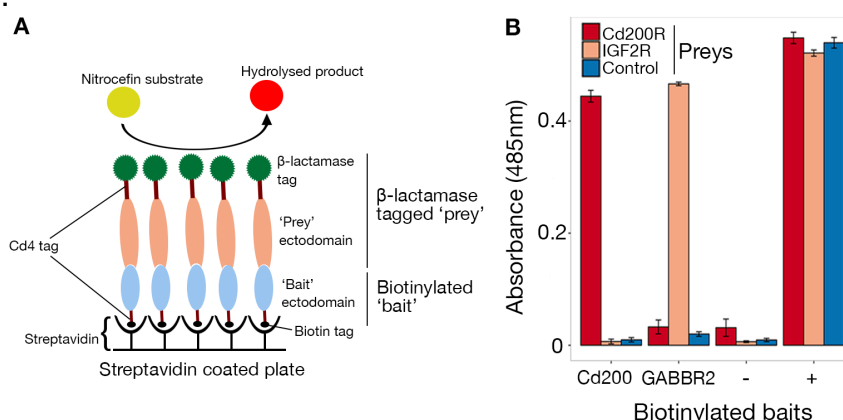 A
Nitrocefin substrate
Hydrolysed product
β-lactamase
tag
β-lactamase
tagged ‘prey’
‘Prey’
ectodomain
Cd4 tag
‘Bait’
ectodomain
Biotinylated
‘bait’
Streptavidin
Biotin tag
Streptavidin coated plate
B
Cd200R
IGF2R
Control
Preys
Absorbance (485nm)
0.4
0.2
0
Cd200 GABBR2 - +
Biotinylated baits